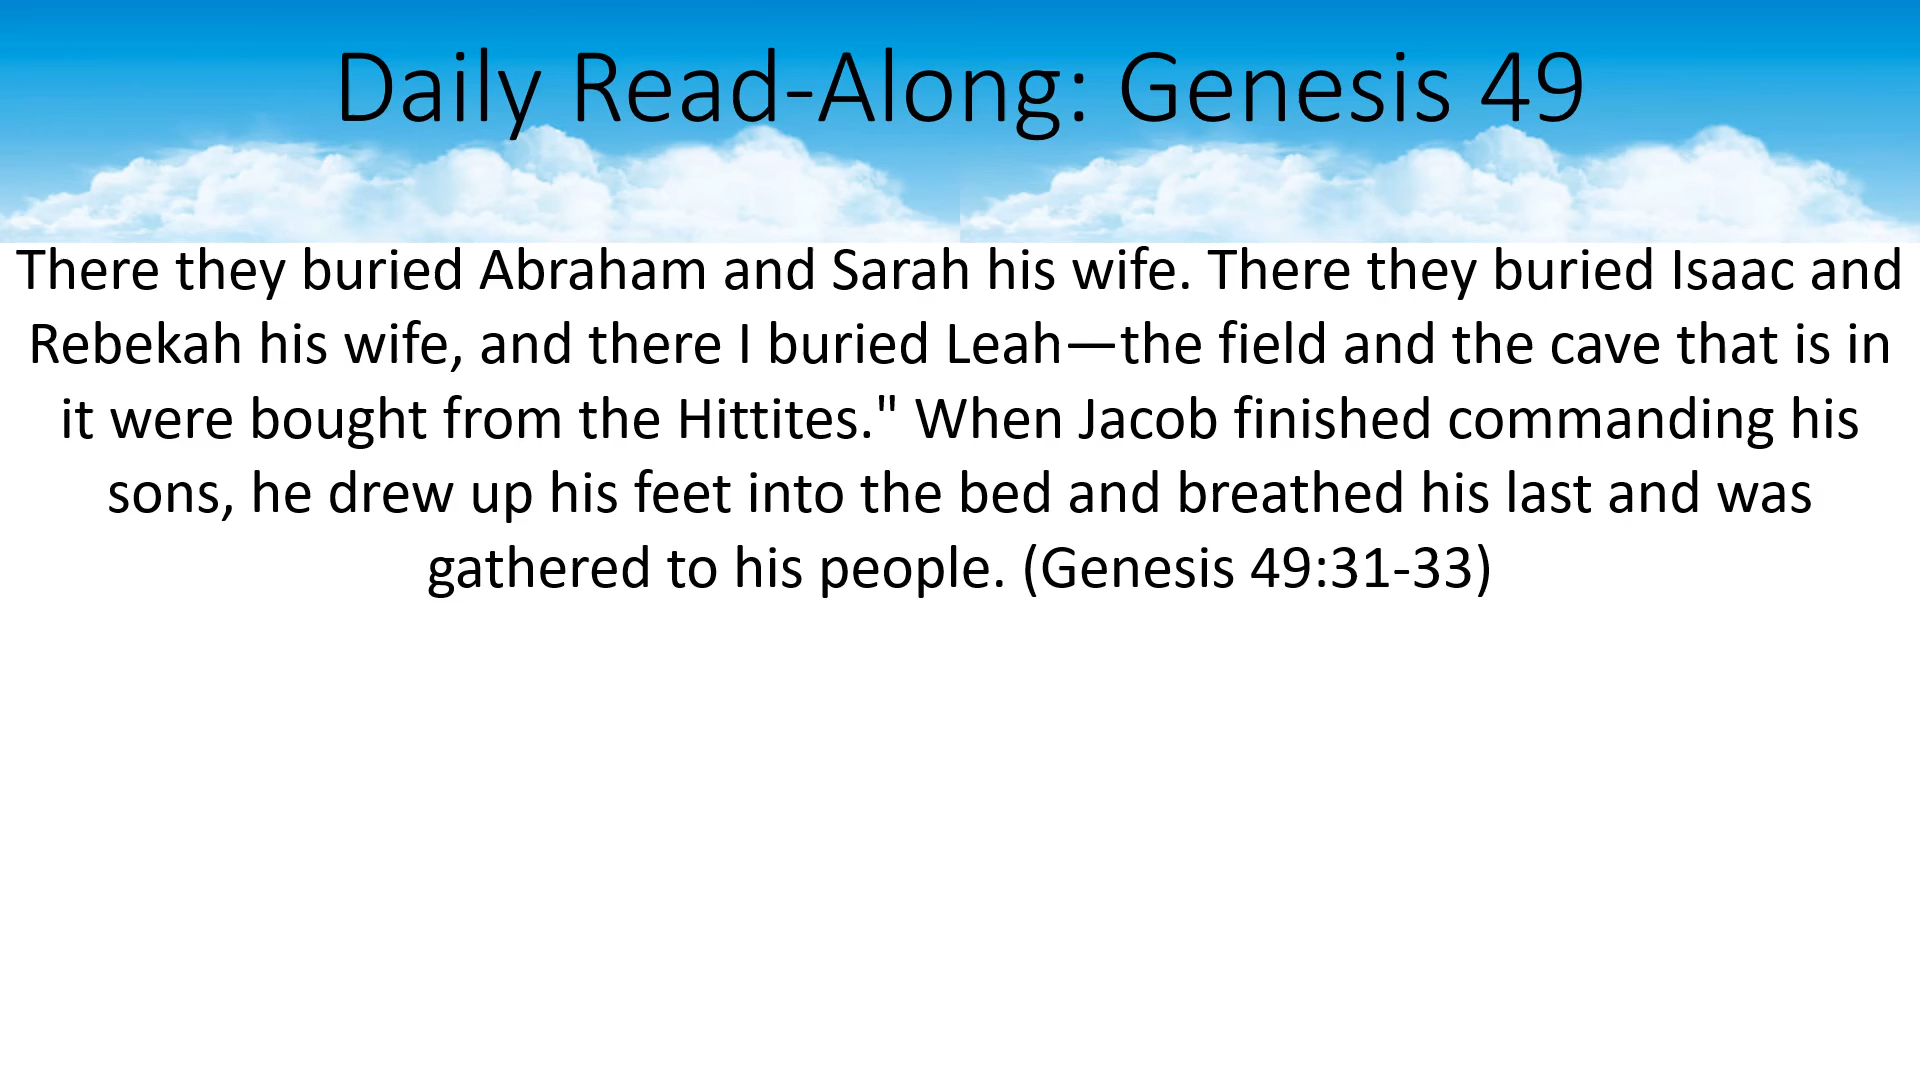 Daily Read-Along: Genesis 49
There they buried Abraham and Sarah his wife. There they buried Isaac and
Rebekah his wife, and there I buried Leah—the field and the cave that is in
it were bought from the Hittites." When Jacob finished commanding his
sons, he drew up his feet into the bed and breathed his last and was
gathered to his people. (Genesis 49:31-33)